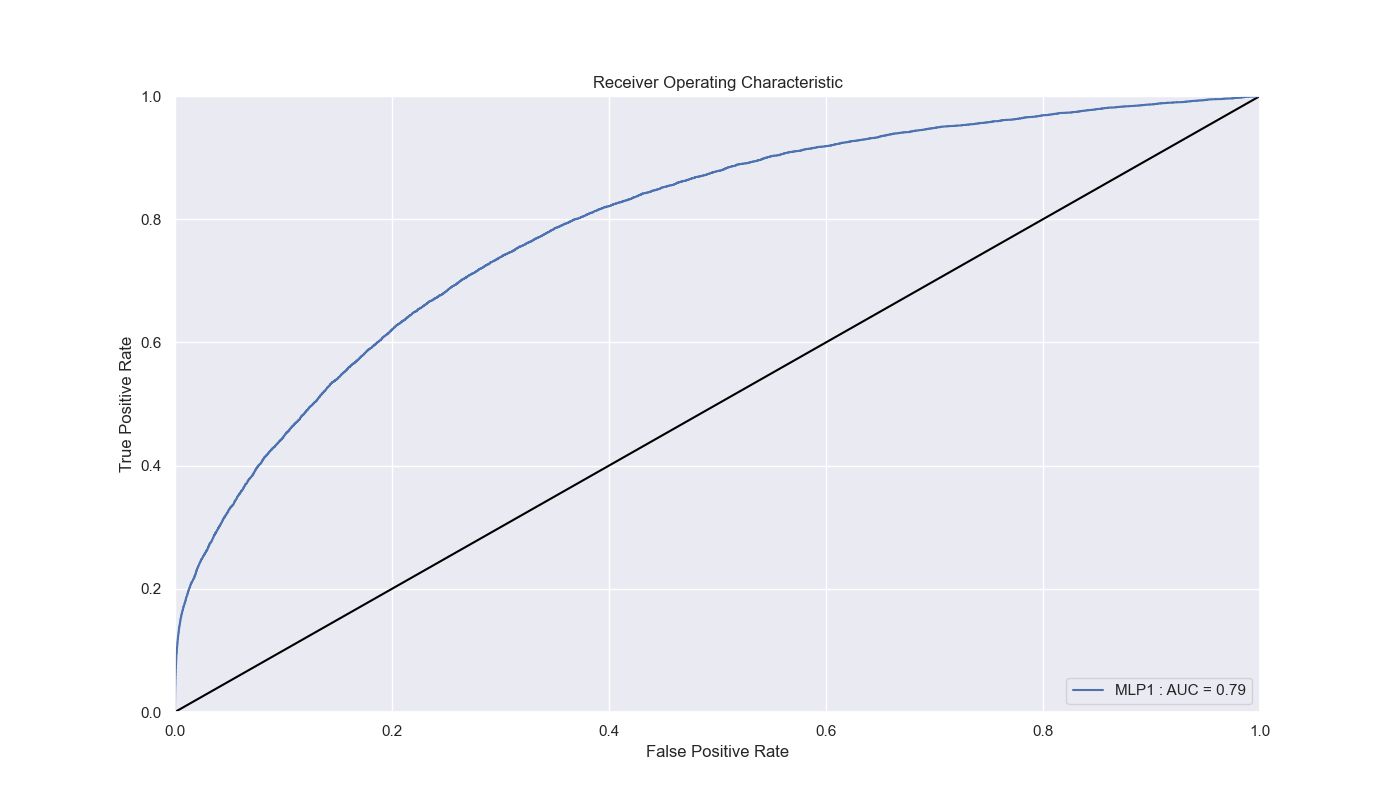 Receiver Operating Characteristic
1.0
0.8
0.6
0.4
0.2
0.0
True Positive Rate
0.0 0.2 0.4 0.6 0.8 1.0
False Positive Rate
MLP1 : AUC = 0.79